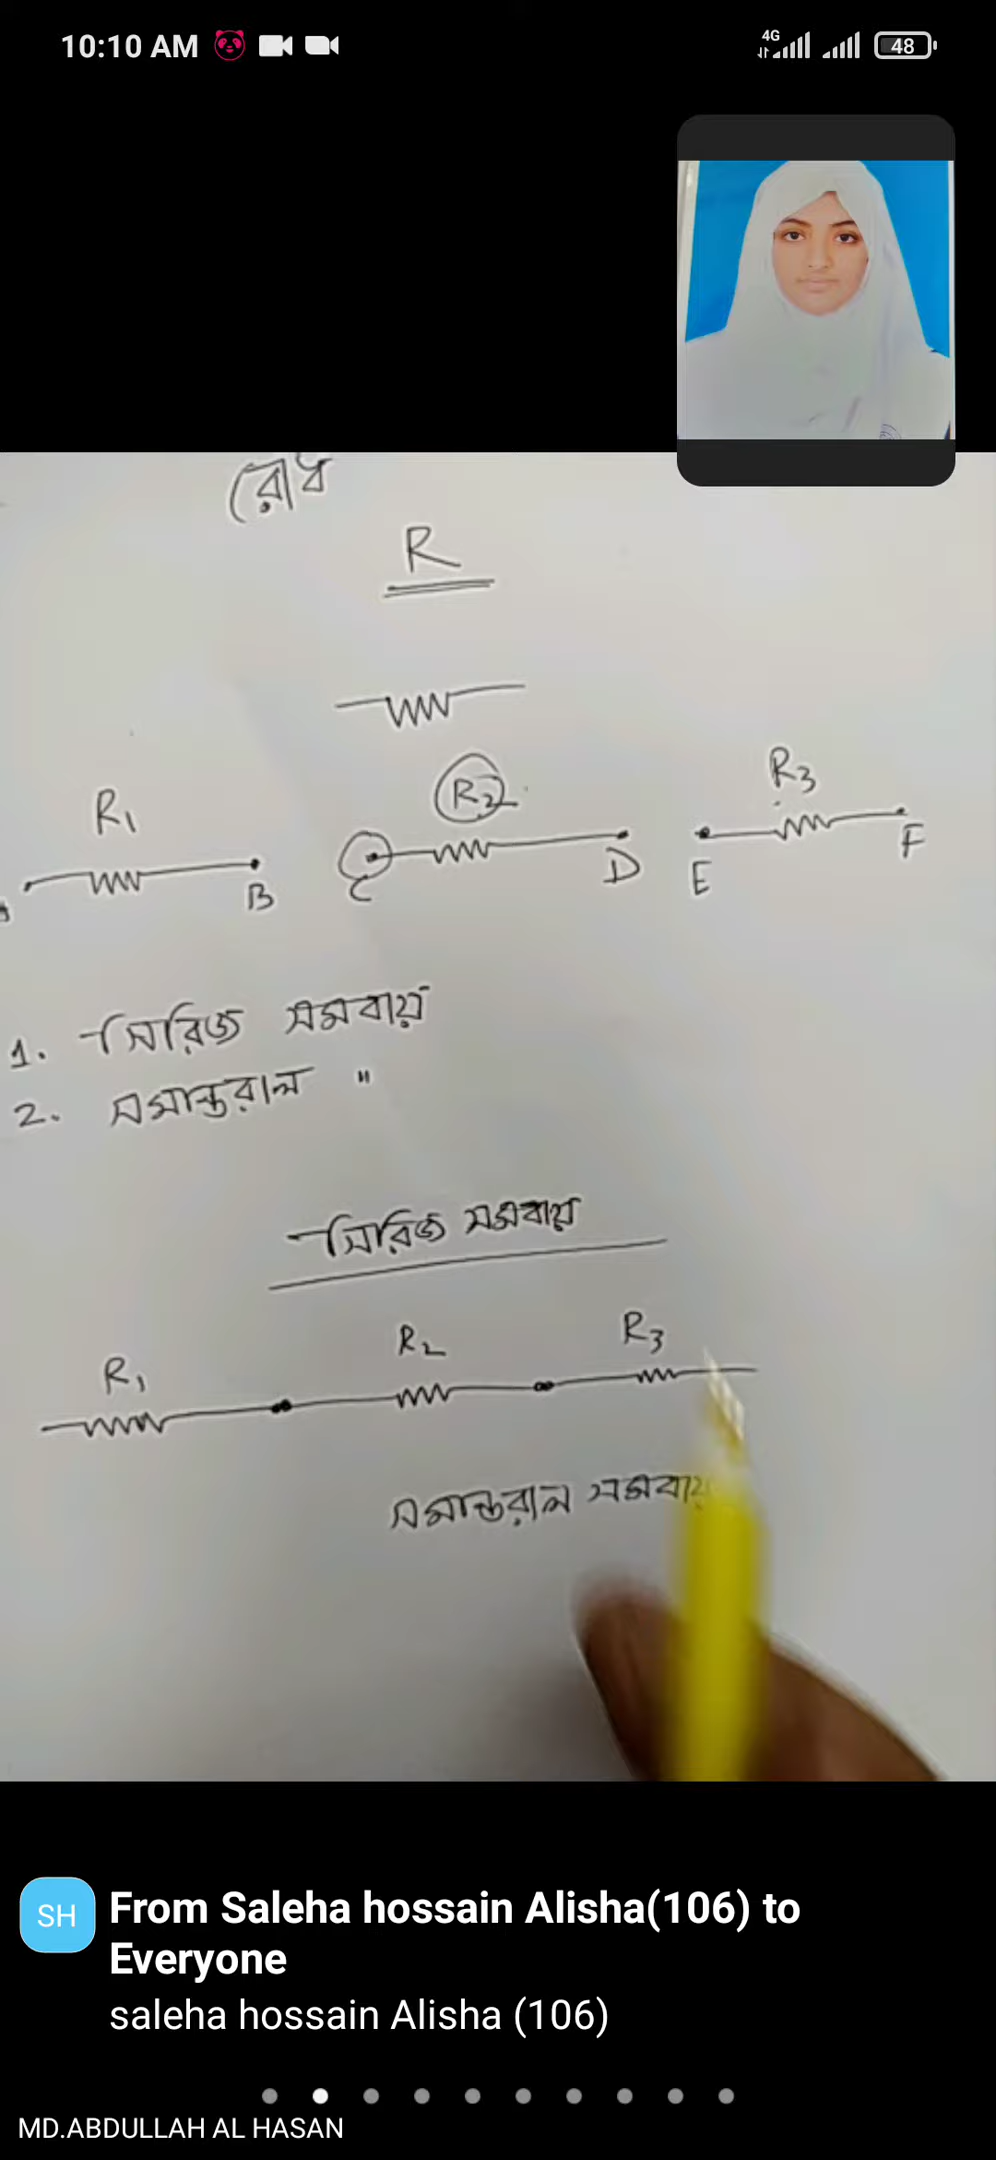 10:10 AM
4G
48
রোধ
R
R1
R2
R3
B
C
D
E
F
1. সিরিজ সমবায়
2. সমান্তরাল "
সিরিজ সমবায়
R1
R2
R3
সমান্তরাল সমবায়
SH
From Saleha hossain Alisha(106) to
Everyone
saleha hossain Alisha (106)
MD.ABDULLAH AL HASAN